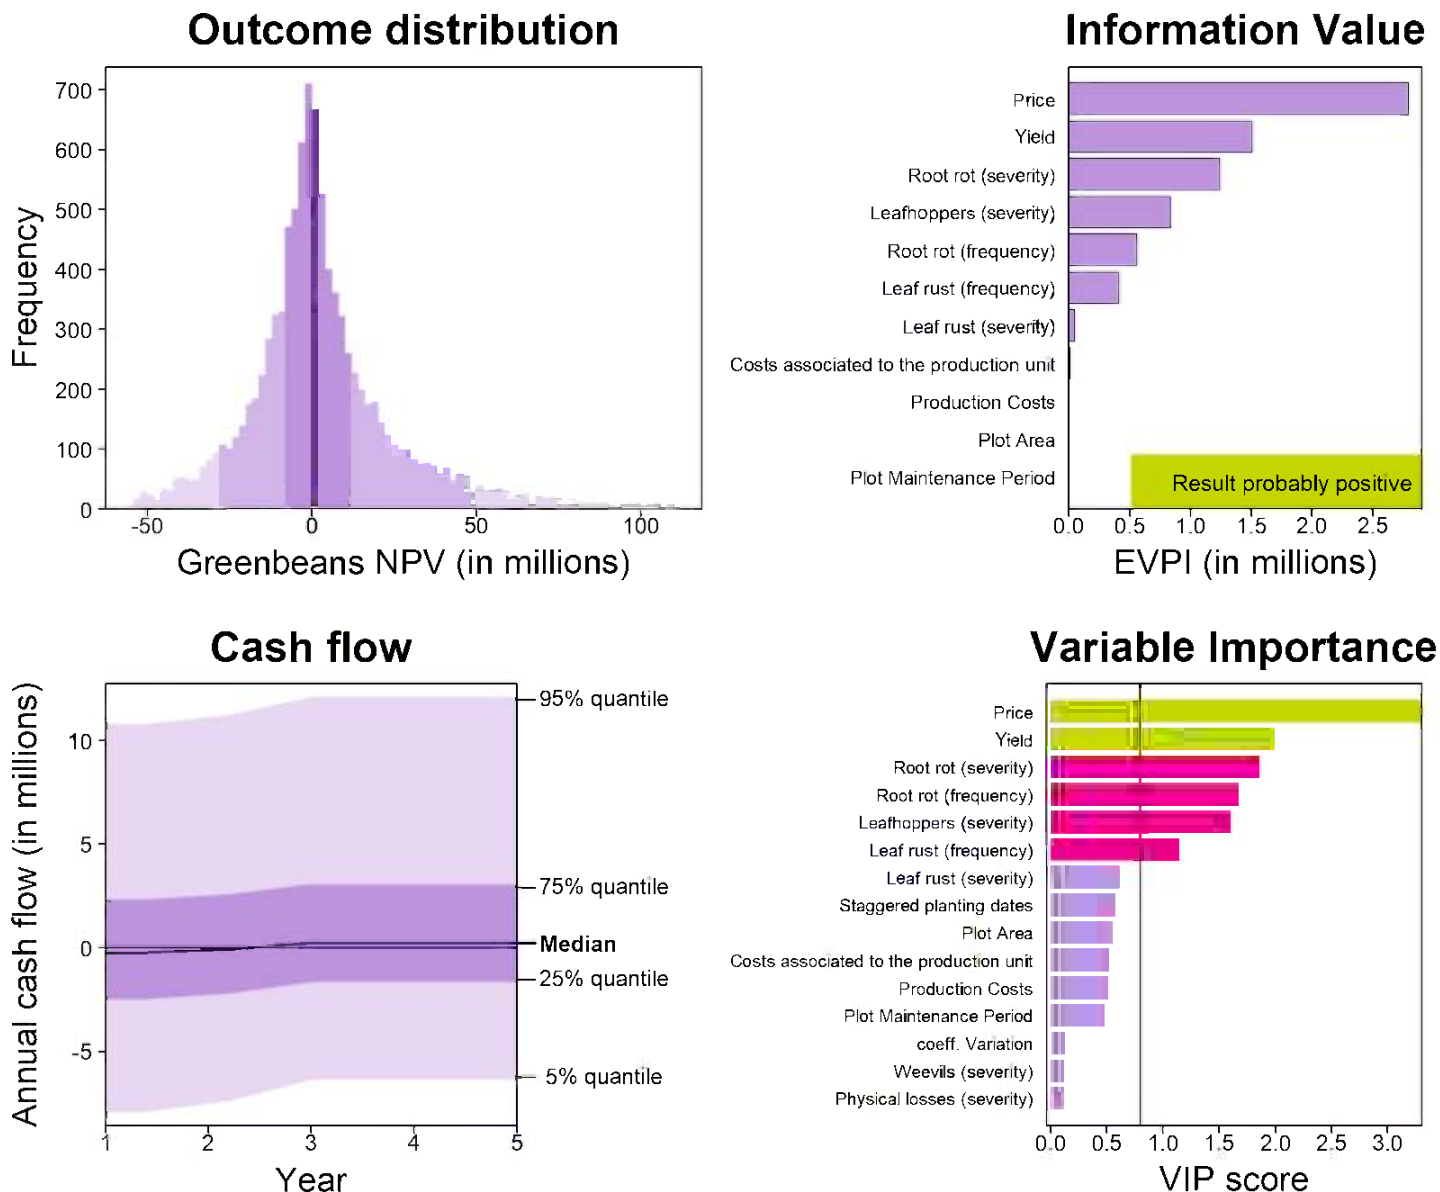 Outcome distribution
Frequency
700
600
500
400
300
200
100
0
-50
0
50
100
Greenbeans NPV (in millions)
Information Value
Price
Yield
Root rot (severity)
Leafhoppers (severity)
Root rot (frequency)
Leaf rust (frequency)
Leaf rust (severity)
Costs associated to the production unit
Production Costs
Plot Area
Plot Maintenance Period
Result probably positive
0.0
0.5
1.0
1.5
2.0
2.5
EVPI (in millions)
Cash flow
Annual cash flow (in millions)
10
5
0
-5
95% quantile
75% quantile
Median
25% quantile
5% quantile
1
2
3
4
5
Year
Variable Importance
Price
Yield
Root rot (severity)
Root rot (frequency)
Leafhoppers (severity)
Leaf rust (frequency)
Leaf rust (severity)
Staggered planting dates
Plot Area
Costs associated to the production unit
Production Costs
Plot Maintenance Period
coeff. Variation
Weevils (severity)
Physical losses (severity)
0.0
0.5
1.0
1.5
2.0
2.5
3.0
VIP score